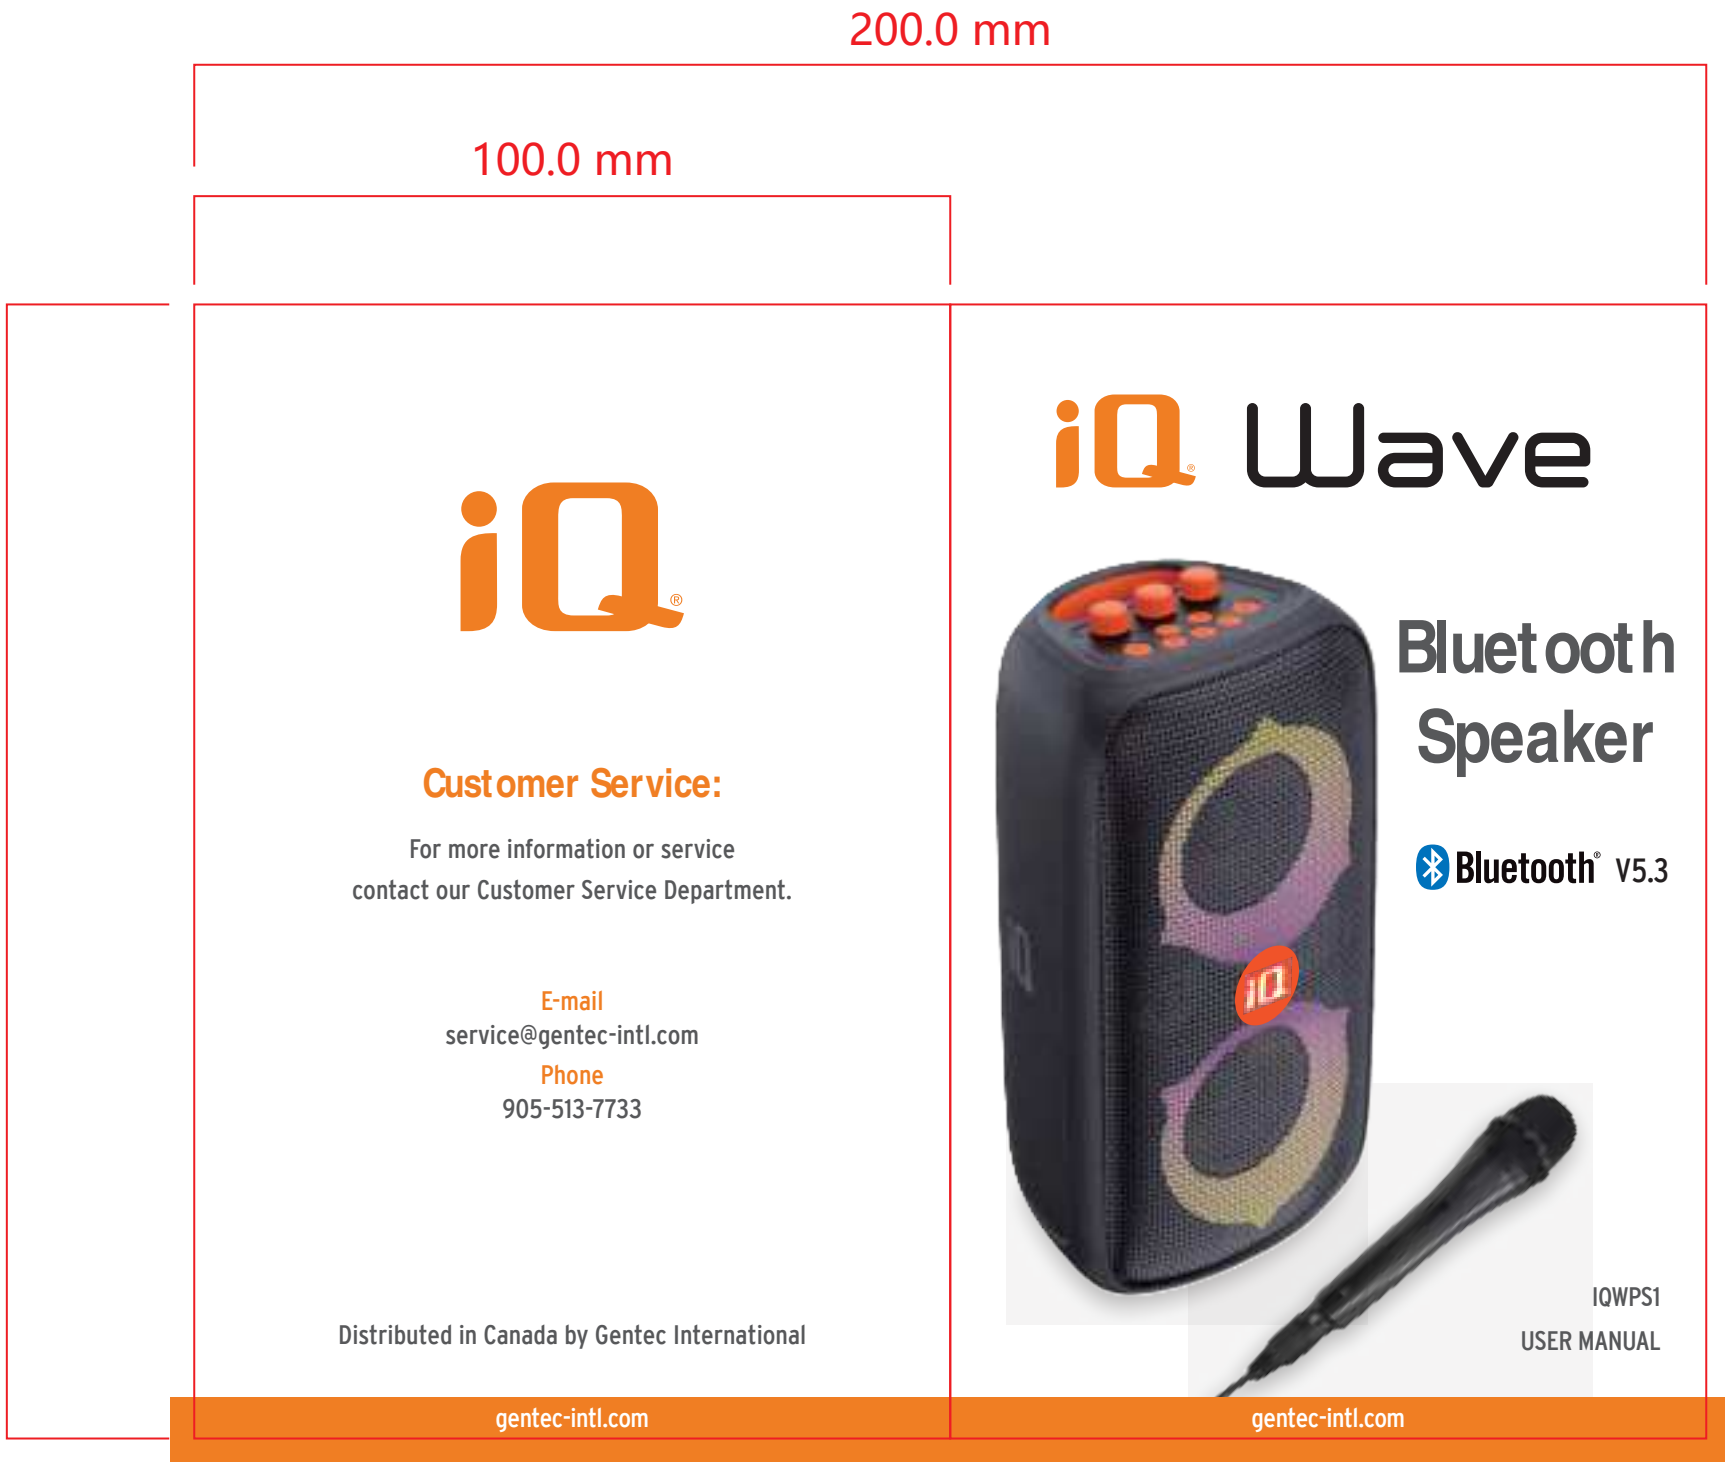 200.0 mm
100.0 mm
iQ®
Customer Service:
For more information or service
contact our Customer Service Department.
E-mail
service@gentec-intl.com
Phone
905-513-7733
Distributed in Canada by Gentec International
gentec-intl.com
iQ® Wave
Bluetooth
Speaker
Bluetooth® V5.3
iQ
iQ
IQWPS1
USER MANUAL
gentec-intl.com